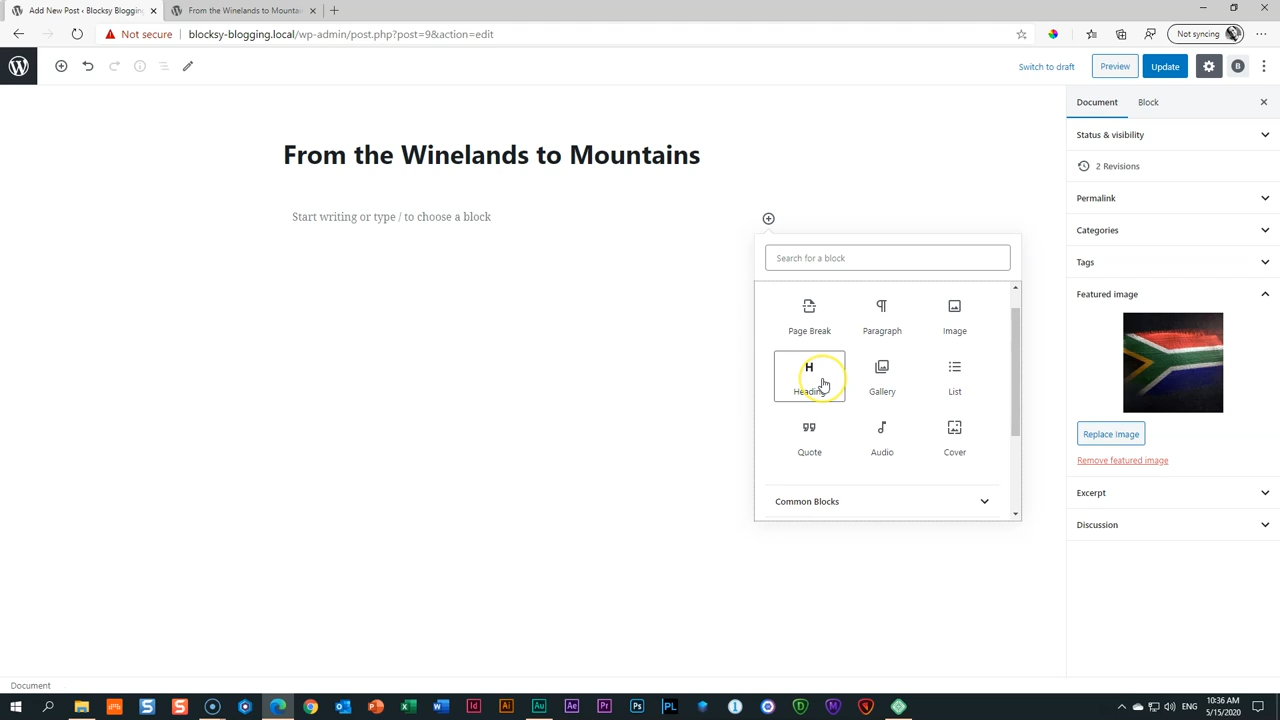 Add New Post ‹ Blocksy Blogging
From the Winelands to Mountain
Not secure
blocksy-blogging.local/wp-admin/post.php?post=9&action=edit
Not syncing
Switch to draft
Preview
Update
B
Document
Block
From the Winelands to Mountains
Status & visibility
2 Revisions
Start writing or type / to choose a block
Permalink
Categories
Search for a block
Tags
Featured image
Page Break
Paragraph
Image
H
Heading
Gallery
List
Quote
Audio
Cover
Replace Image
Remove featured image
Excerpt
Common Blocks
Discussion
Document
ENG
10:36 AM
5/15/2020